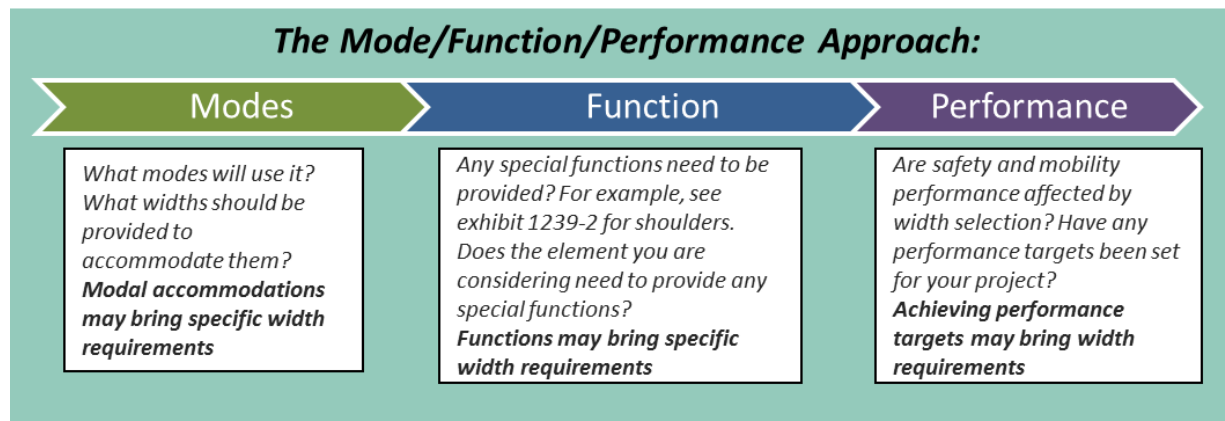 The Mode/Function/Performance Approach:
Modes
Function
Performance
What modes will use it?
What widths should be
provided to
accommodate them?
Modal accommodations
may bring specific width
requirements
Any special functions need to be
provided? For example, see
exhibit 1239-2 for shoulders.
Does the element you are
considering need to provide any
special functions?
Functions may bring specific
width requirements
Are safety and mobility
performance affected by
width selection? Have any
performance targets been set
for your project?
Achieving performance
targets may bring width
requirements